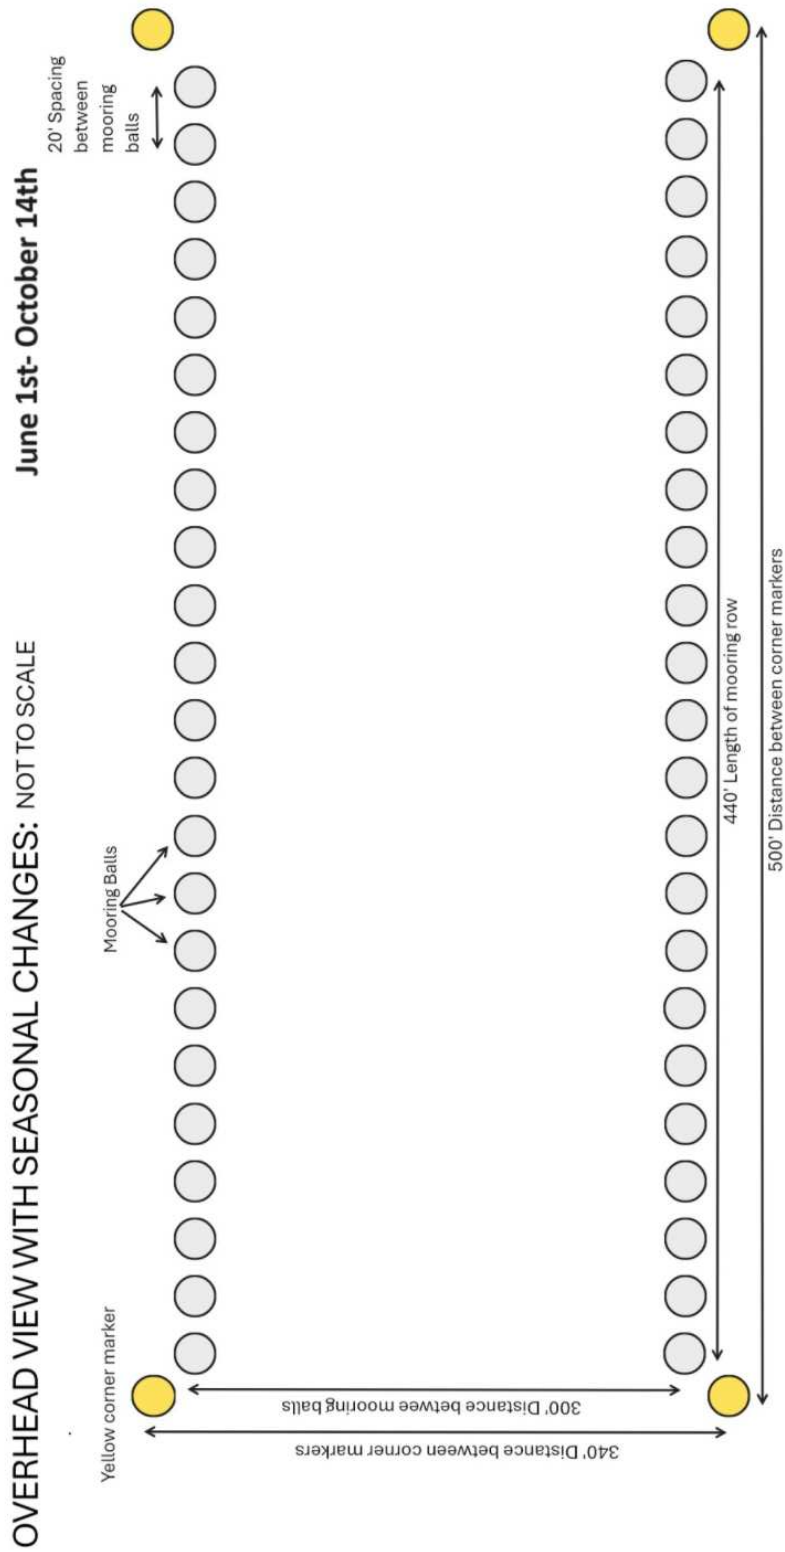 OVERHEAD VIEW WITH SEASONAL CHANGES: NOT TO SCALE
June 1st- October 14th
20' Spacing
between
mooring
balls
Yellow corner marker
Mooring Balls
300' Distance betwee mooring balls
340' Distance between corner markers
440' Length of mooring row
500' Distance between corner markers